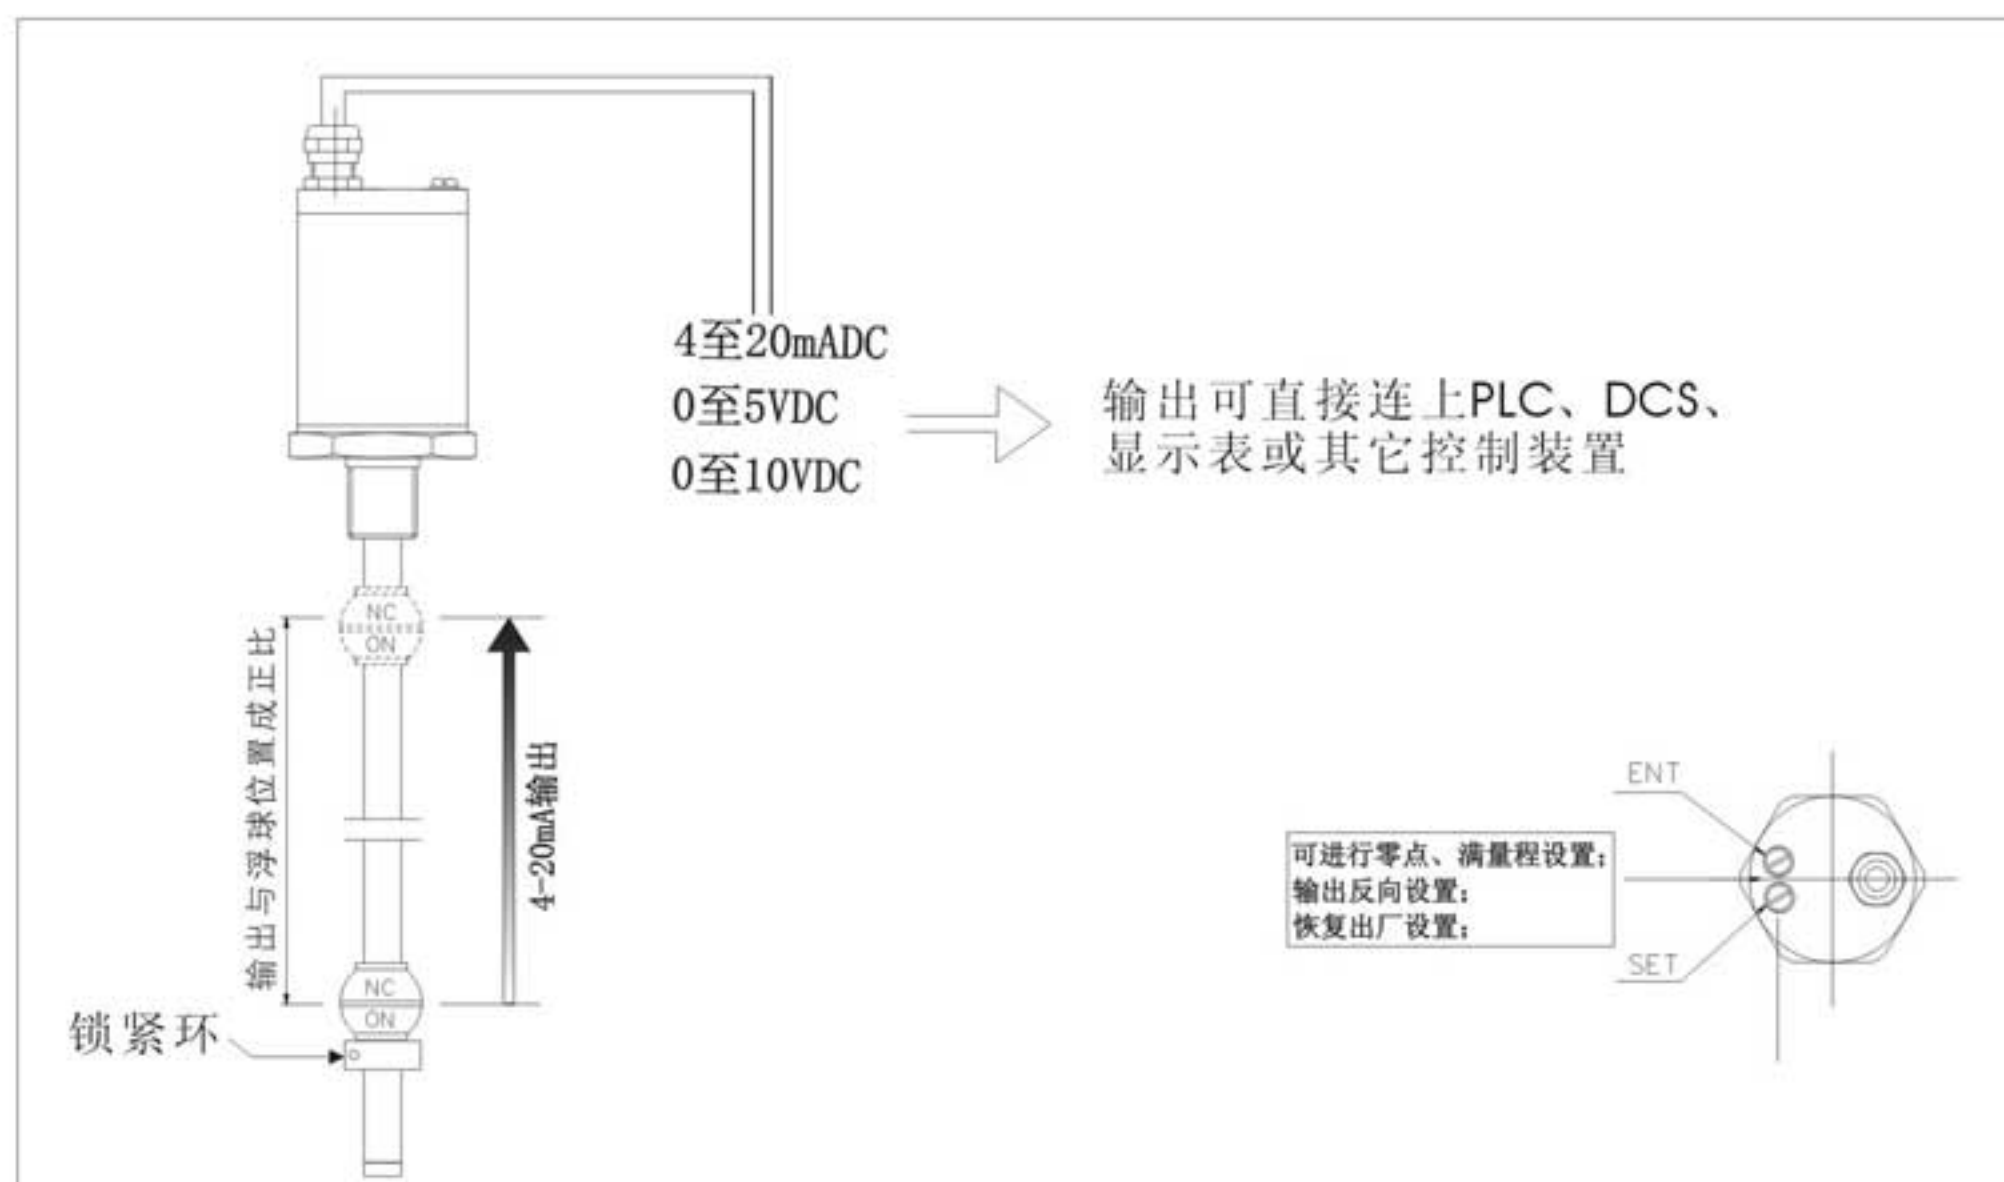 4至20mADC
0至5VDC
0至10VDC
输出可直接连上PLC、DCS、
显示表或其它控制装置
NC
ON
输出与浮球位置成正比
4-20mA输出
NC
ON
锁紧环
ENT
可进行零点、满量程设置；
输出反向设置；
恢复出厂设置；
SET